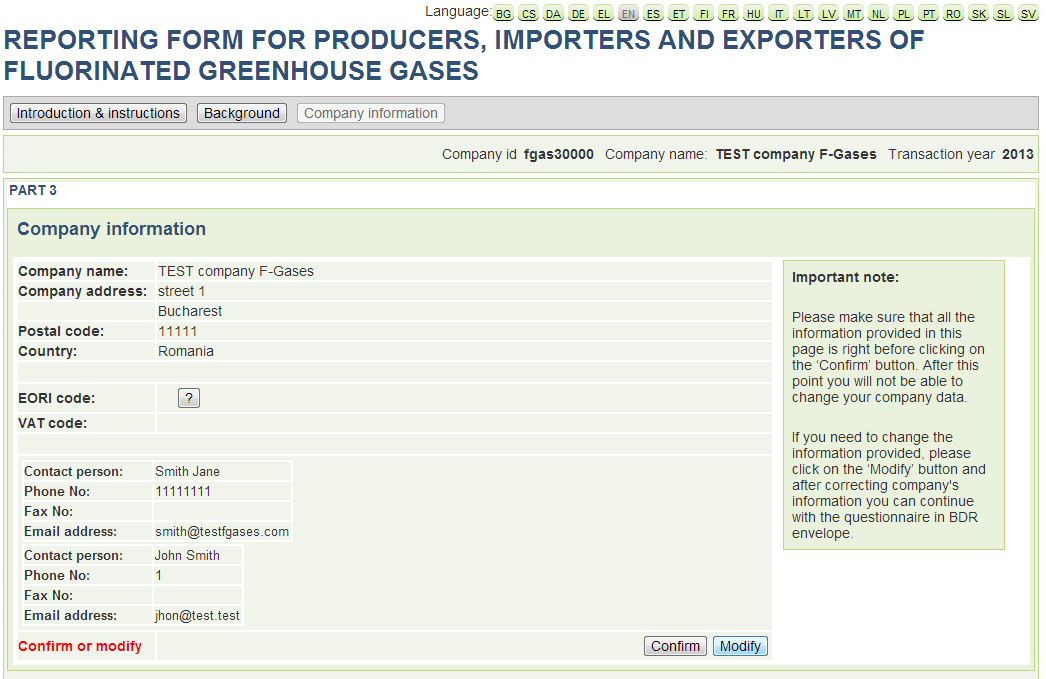 Language: BG CS DA DE EL EN ES ET FI FR HU IT LT LV MT NL PL PT RO SK SL SV
REPORTING FORM FOR PRODUCERS, IMPORTERS AND EXPORTERS OF
FLUORINATED GREENHOUSE GASES
Introduction & instructions Background Company information
Company id fgas30000 Company name: TEST company F-Gases Transaction year 2013
PART 3
Company information
Company name: TEST company F-Gases
Company address: street 1
Bucharest
Postal code: 11111
Country: Romania
EORI code: ?
VAT code:
Contact person: Smith Jane
Phone No: 11111111
Fax No:
Email address: smith@testfgases.com
Contact person: John Smith
Phone No: 1
Fax No:
Email address: jhon@test.test
Confirm or modify Confirm Modify
Important note:
Please make sure that all the
information provided in this
page is right before clicking on
the ‘Confirm’ button. After this
point you will not be able to
change your company data.
If you need to change the
information provided, please
click on the ‘Modify’ button and
after correcting company's
information you can continue
with the questionnaire in BDR
envelope.